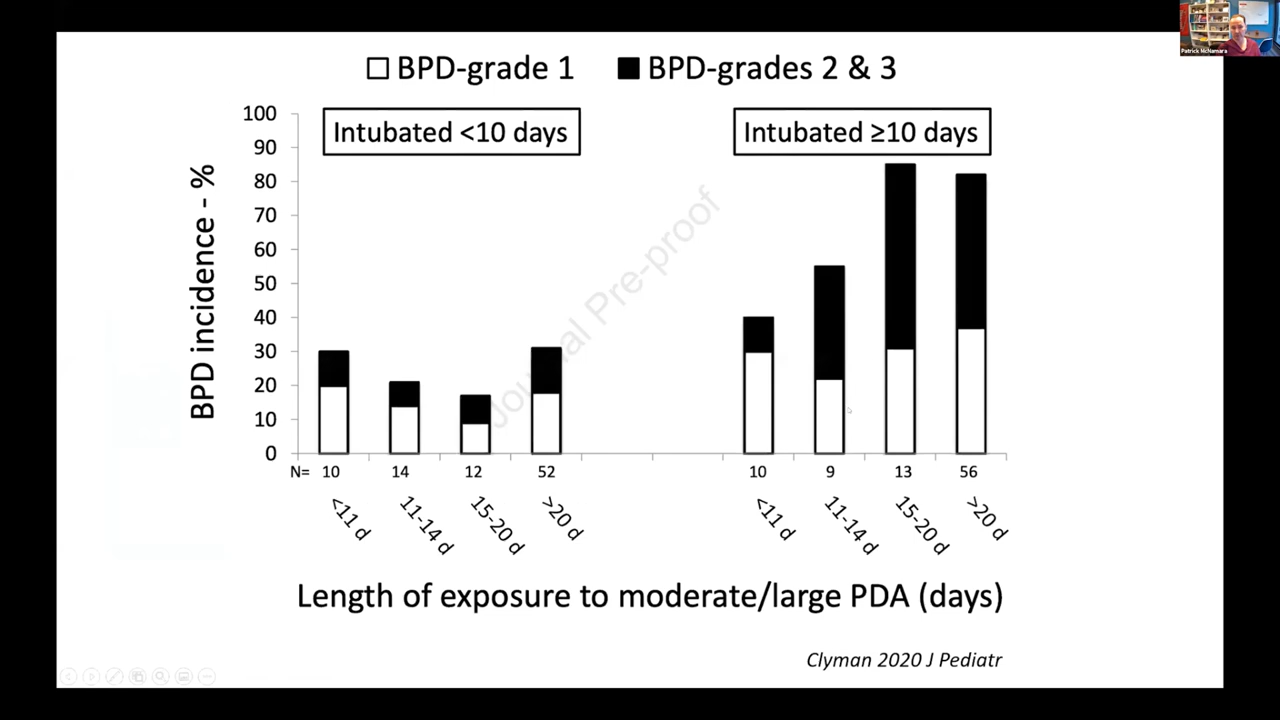 Patrick McNamara
BPD-grade 1
BPD-grades 2 & 3
Intubated <10 days
Intubated ≥10 days
BPD incidence - %
100
90
80
70
60
50
40
30
20
10
0
Journal Pre-proof
N= 10 14 12 52 10 9 13 56
<11 d 11-14 d 15-20 d >20 d <11 d 11-14 d 15-20 d >20 d
Length of exposure to moderate/large PDA (days)
Clyman 2020 J Pediatr